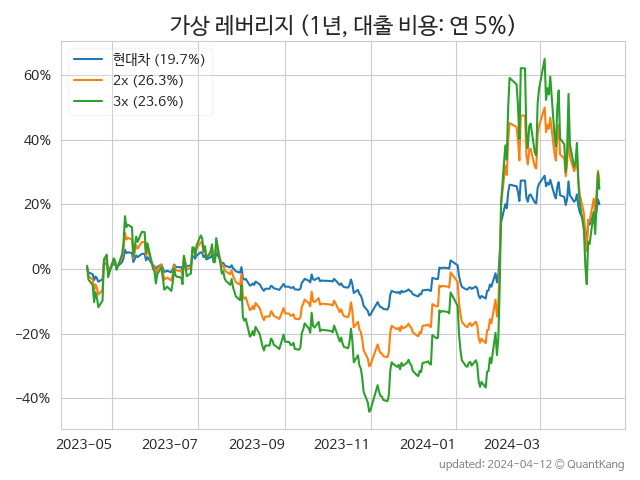 가상 레버리지 (1년, 대출 비용: 연 5%)
현대차 (19.7%)
2x (26.3%)
3x (23.6%)
60%
40%
20%
0%
−20%
−40%
2023-05 2023-07 2023-09 2023-11 2024-01 2024-03
updated: 2024-04-12 © QuantKang